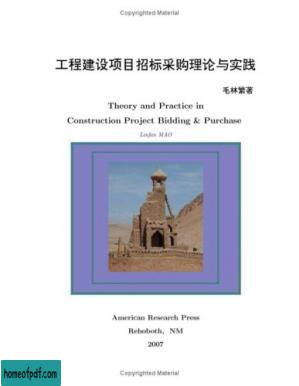 Copyrighted Material
工程建设项目招标采购理论与实践
毛林繁著
Theory and Practice in
Construction Project Bidding & Purchase
Linfan MAO
American Research Press
Rehoboth, NM
2007
homeofpdf.com
Copyrighted Material